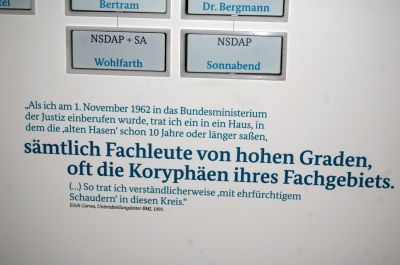 Bertram
Dr. Bergmann
NSDAP + SA
NSDAP
Wohlfarth
Sonnabend
„Als ich am 1. November 1962 in das Bundesministerium
der Justiz einberufen wurde, trat ich ein in ein Haus, in
dem die ‚alten Hasen‘ schon 10 Jahre oder länger saßen,
sämtlich Fachleute von hohen Graden,
oft die Koryphäen ihres Fachgebiets.
(...) So trat ich verständlicherweise ‚mit ehrfürchtigem
Schaudern‘ in diesen Kreis.“
Erich Corves, Unterabteilungsleiter BMJ, 1991.